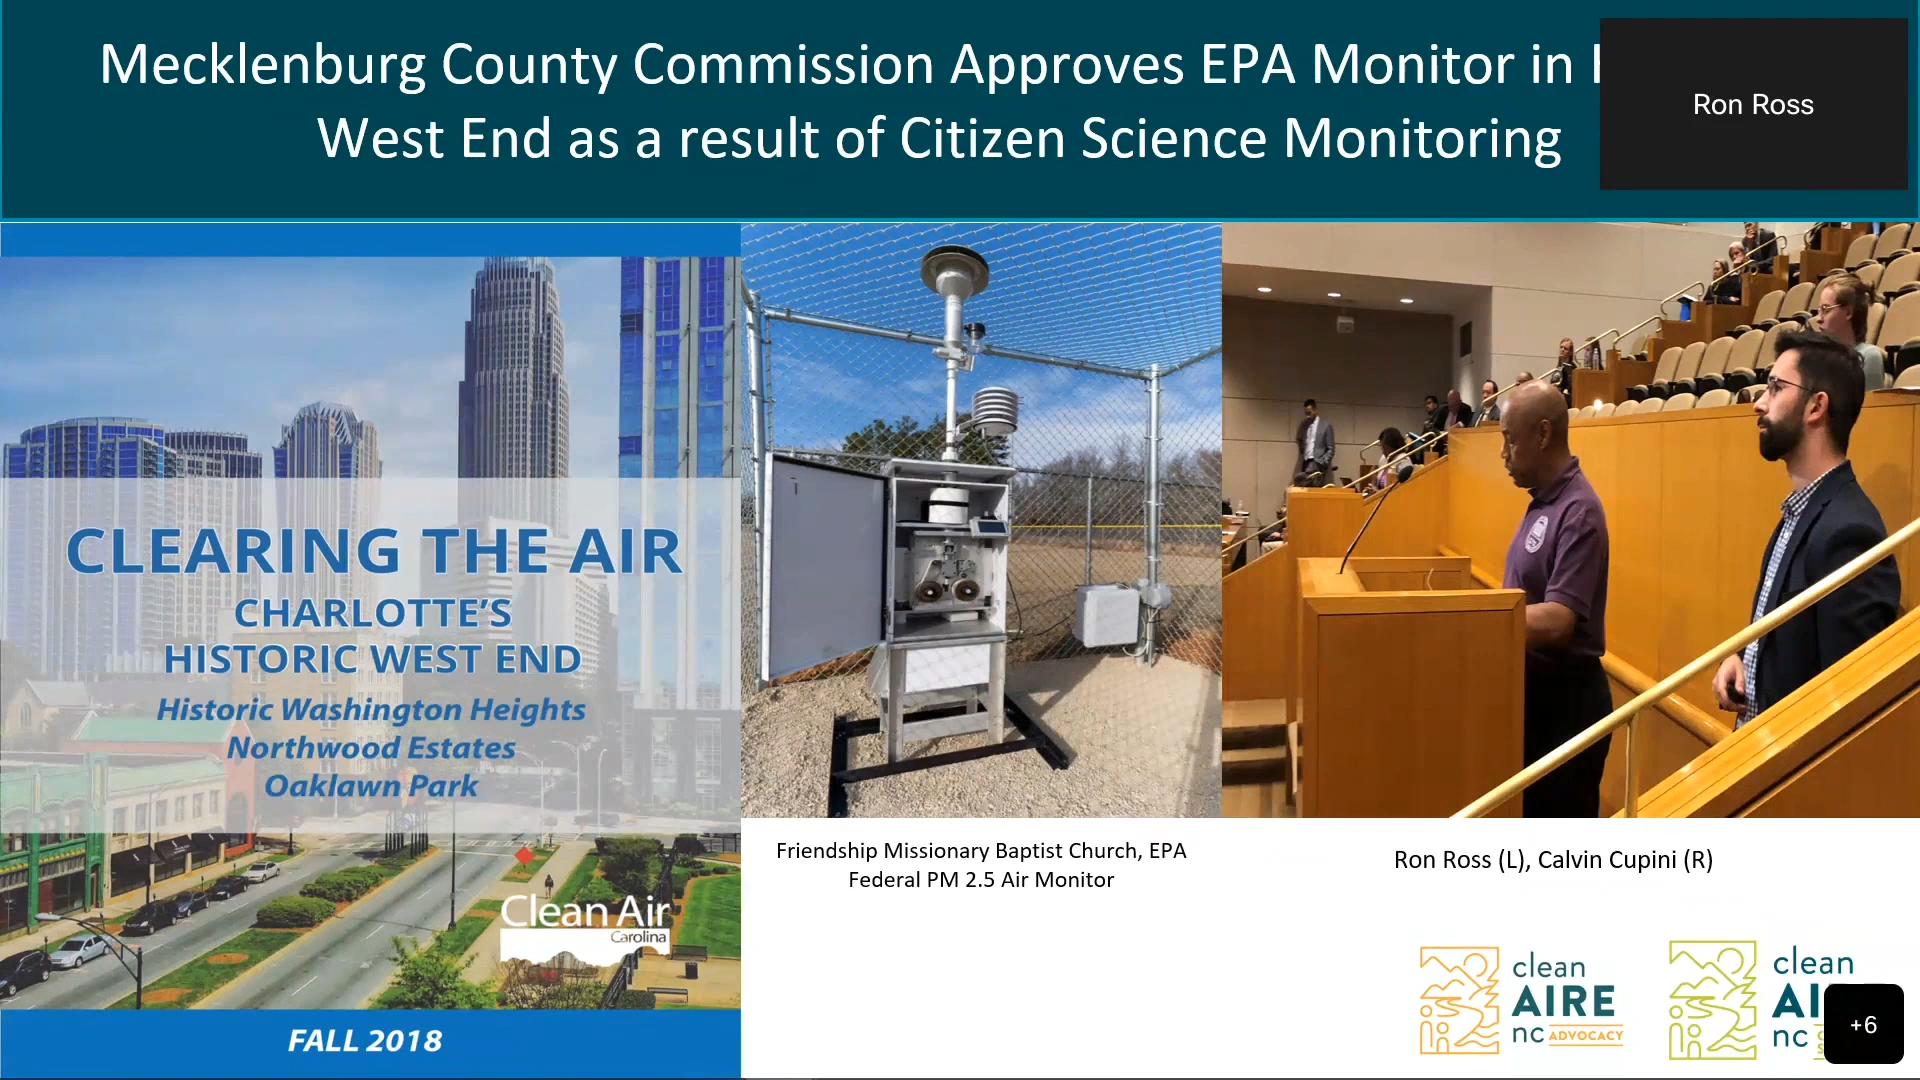 Mecklenburg County Commission Approves EPA Monitor in
West End as a result of Citizen Science Monitoring
Ron Ross
CLEARING THE AIR
CHARLOTTE'S
HISTORIC WEST END
Historic Washington Heights
Northwood Estates
Oaklawn Park
Clean Air
Carolina
FALL 2018
Friendship Missionary Baptist Church, EPA
Federal PM 2.5 Air Monitor
Ron Ross (L), Calvin Cupini (R)
clean
AIRE
nc ADVOCACY
clean
nc
+6